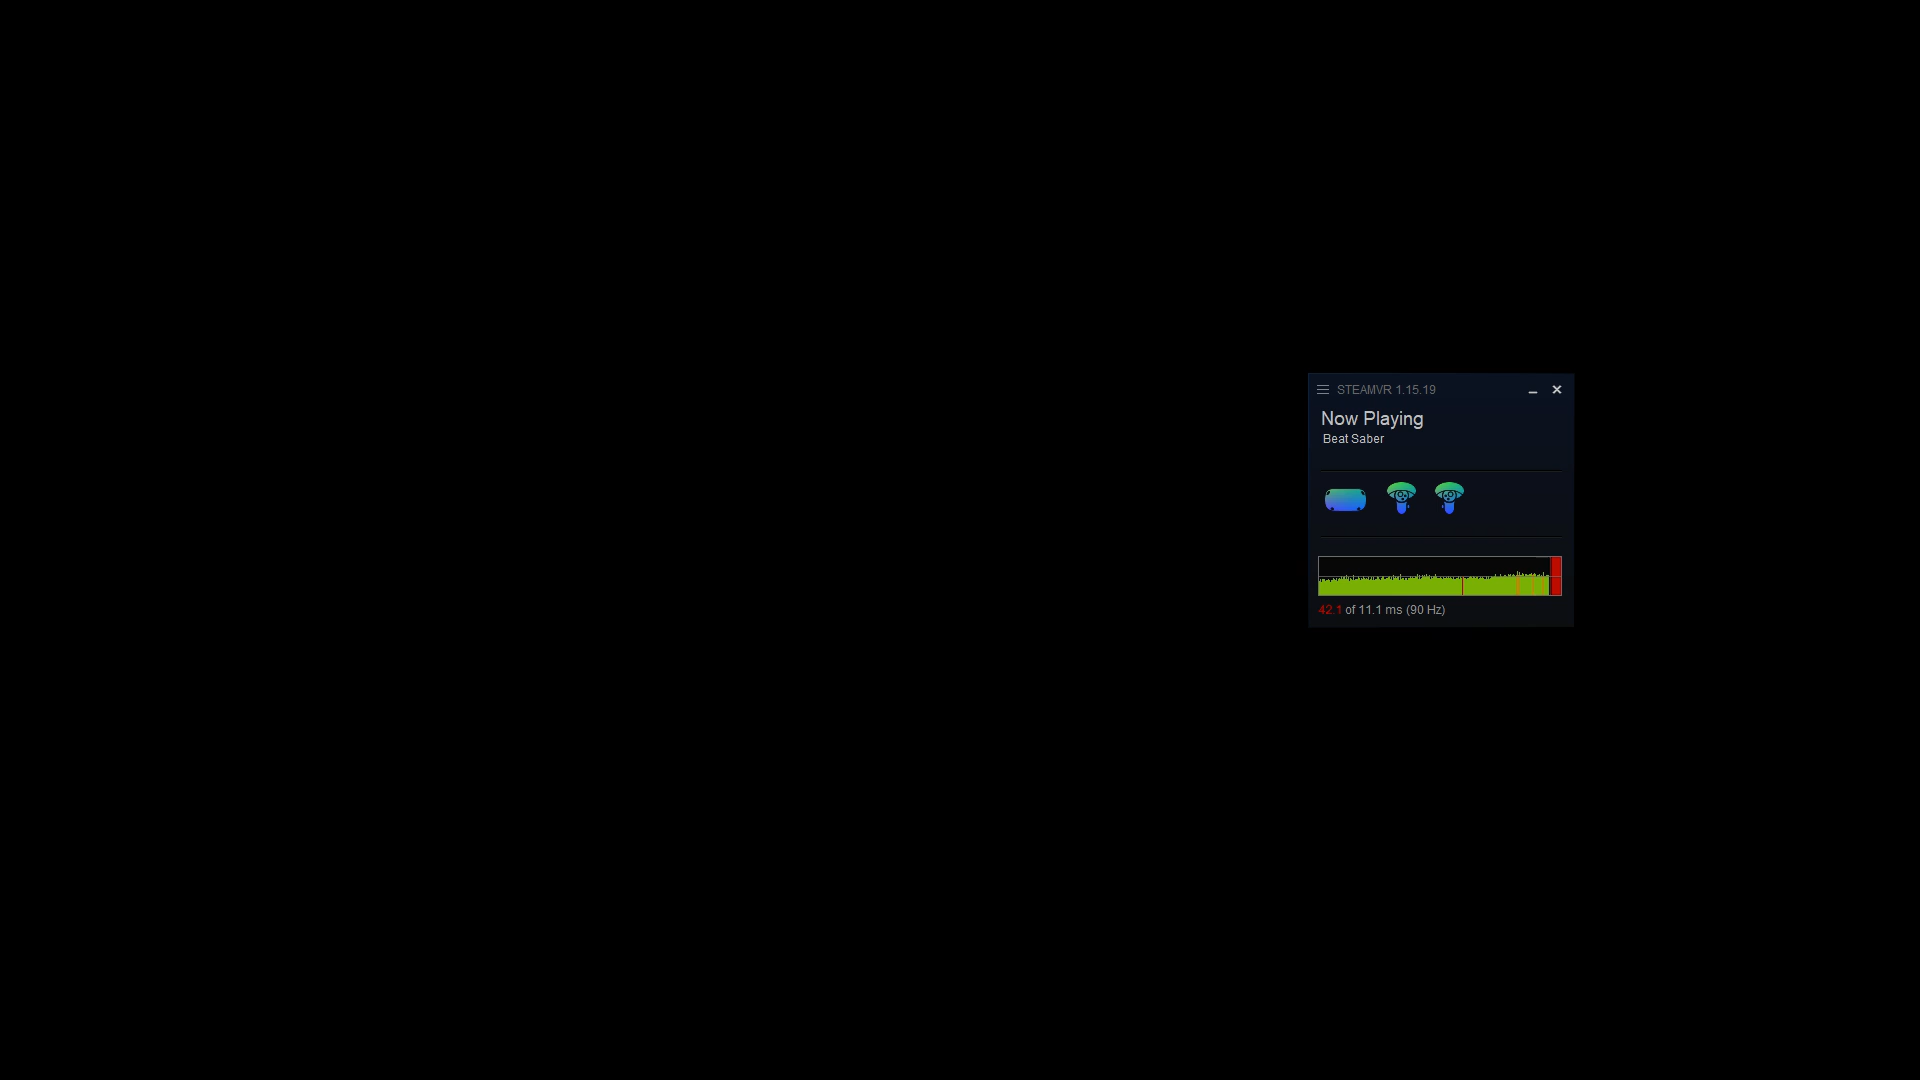 STEAMVR 1.15.19
Now Playing
Beat Saber
42.1 of 11.1 ms (90 Hz)